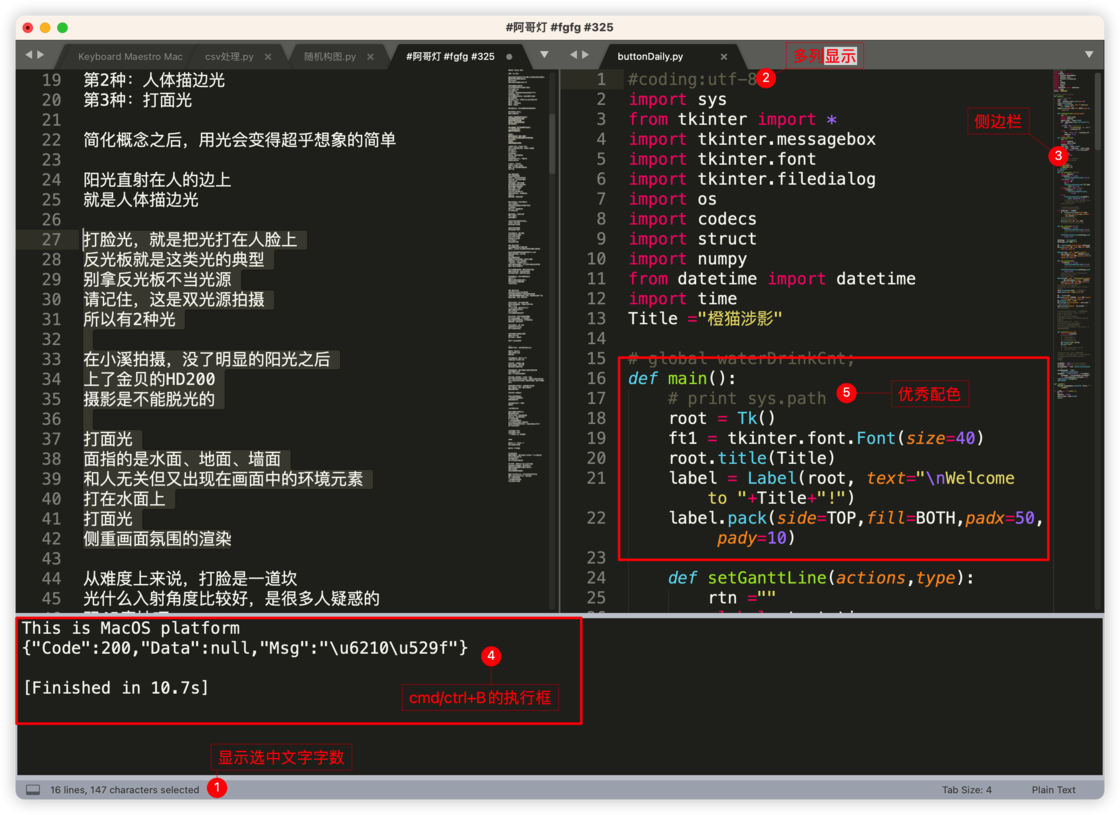 #阿哥灯 #fgfg #325
Keyboard Maestro Mac
csv处理.py
随机构图.py
#阿哥灯 #fgfg #325
buttonDaily.py
多列显示
19 第2种：人体描边光
20 第3种：打面光
21
22 简化概念之后，用光会变得超乎想象的简单
23
24 阳光直射在人的边上
25 就是人体描边光
26
27 打脸光，就是把光打在人脸上
28 反光板就是这类光的典型
29 别拿反光板不当光源
30 请记住，这是双光源拍摄
31 所以有2种光
32
33 在小溪拍摄，没了明显的阳光之后
34 上了金贝的HD200
35 摄影是不能脱光的
36
37 打面光
38 面指的是水面、地面、墙面
39 和人无关但又出现在画面中的环境元素
40 打在水面上
41 打面光
42 侧重画面氛围的渲染
43
44 从难度上来说，打脸是一道坎
45 光什么入射角度比较好，是很多人疑惑的
1 #coding:utf-8
2
2 import sys
3 from tkinter import *
4 import tkinter.messagebox
5 import tkinter.font
6 import tkinter.filedialog
7 import os
8 import codecs
9 import struct
10 import numpy
11 from datetime import datetime
12 import time
13 Title ="橙猫涉影"
14
15 # global waterDrinkCnt;
16 def main():
17 # print sys.path
18 root = Tk()
19 ft1 = tkinter.font.Font(size=40)
20 root.title(Title)
21 label = Label(root, text="\nWelcome
to "+Title+"!")
22 label.pack(side=TOP,fill=BOTH,padx=50,
pady=10)
23
24 def setGanttLine(actions,type):
25 rtn =""
侧边栏
3
5
优秀配色
This is MacOS platform
{"Code":200,"Data":null,"Msg":"\u6210\u529f"}
4
[Finished in 10.7s]
cmd/ctrl+B的执行框
显示选中文字字数
1
16 lines, 147 characters selected
Tab Size: 4
Plain Text